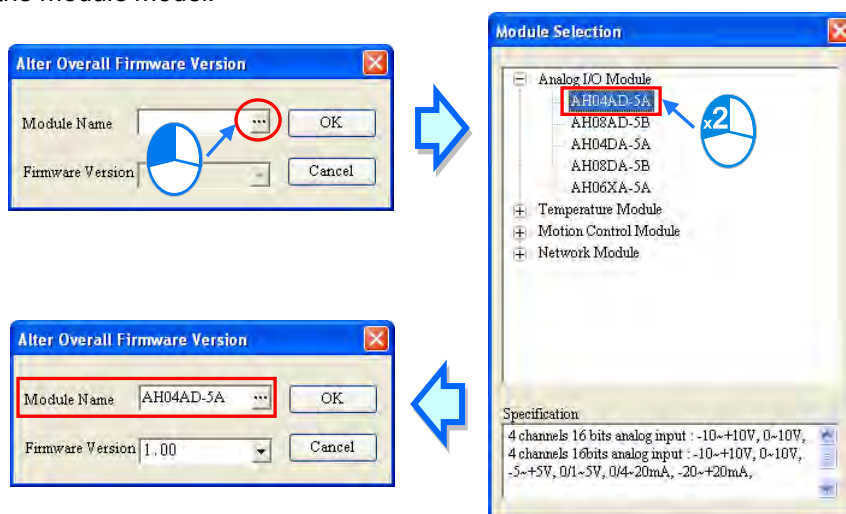 the module model.
Alter Overall Firmware Version
Module Name ...
OK
Firmware Version
Cancel
Module Selection
Analog I/O Module
AH04AD-5A
AH08AD-5B
AH04DA-5A
AH08DA-5B
AH06XA-5A
Temperature Module
Motion Control Module
Network Module
x2
Specification
4 channels 16 bits analog input : -10~+10V, 0~10V,
4 channels 16bits analog input : -10~+10V, 0~10V,
-5~+5V, 0/1~5V, 0/4~20mA, -20~+20mA,
Alter Overall Firmware Version
Module Name AH04AD-5A ...
OK
Firmware Version 1.00
Cancel